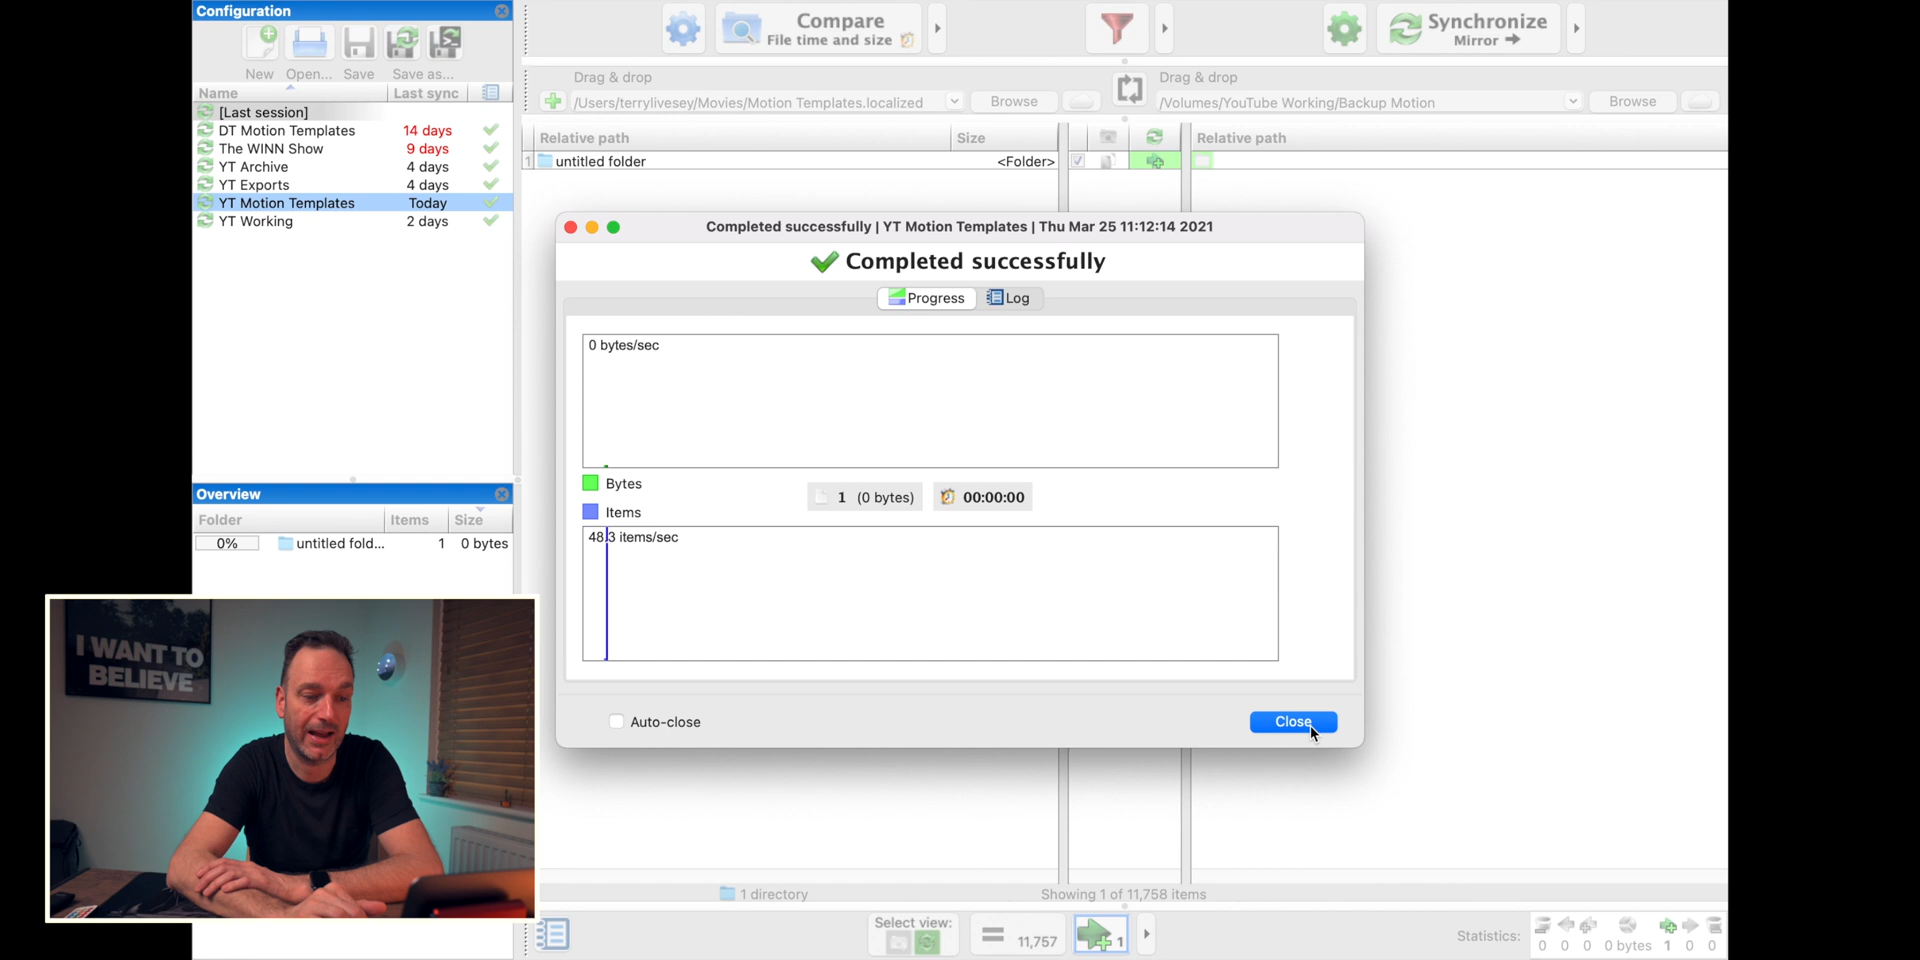 Configuration
New
Open...
Save
Save as...
Name
Last sync
[Last session]
DT Motion Templates
14 days
The WINN Show
9 days
YT Archive
4 days
YT Exports
4 days
YT Motion Templates
Today
YT Working
2 days
Compare
File time and size
Synchronize
Mirror
Drag & drop
/Users/terrylivesey/Movies/Motion Templates.localized
Browse
Drag & drop
/Volumes/YouTube Working/Backup Motion
Browse
Relative path
Size
Relative path
1
untitled folder
<Folder>
Completed successfully | YT Motion Templates | Thu Mar 25 11:12:14 2021
Completed successfully
Progress
Log
0 bytes/sec
Bytes
Items
1 (0 bytes)
00:00:00
48.3 items/sec
Auto-close
Close
Overview
Folder
Items
Size
0%
untitled fold...
1
0 bytes
I WANT TO
BELIEVE
1 directory
Showing 1 of 11,758 items
Select view:
11,757
1
Statistics:
0
0
0
0 bytes
1
0
0